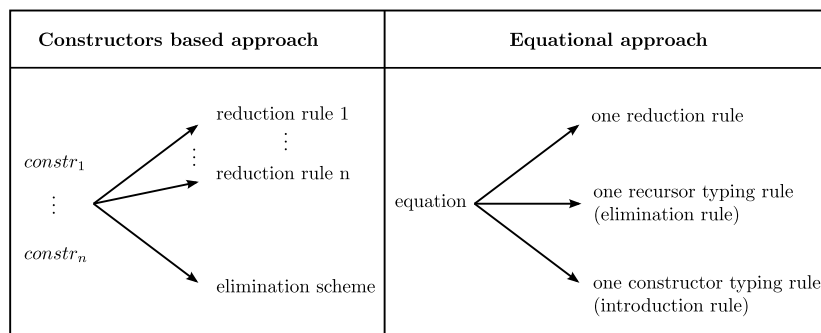 Constructors based approach
Equational approach
reduction rule 1
⋮
⋮
constr₁
reduction rule n
⋮
constrₙ
elimination scheme
equation
one reduction rule
one recursor typing rule
(elimination rule)
one constructor typing rule
(introduction rule)